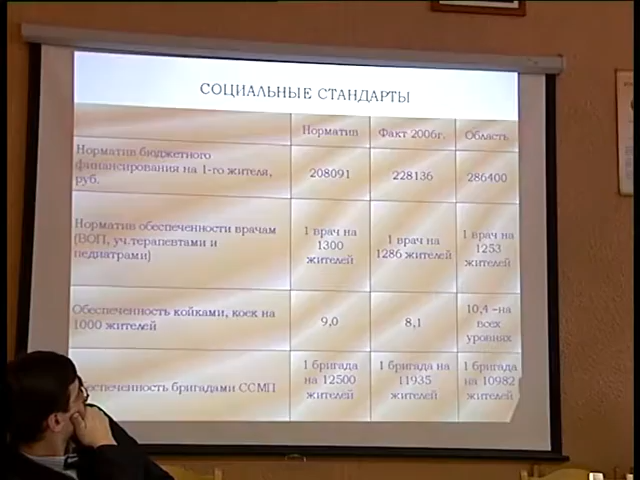 СОЦИАЛЬНЫЕ СТАНДАРТЫ
Норматив
Факт 2006г.
Область
Норматив бюджетного
финансирования на 1-го жителя,
руб.
208091
228136
286400
Норматив обеспеченности врачам
(ВОП, уч.терапевтами и
педиатрами)
1 врач на
1300
жителей
1 врач на
1286 жителей
1 врач на
1253
жителей
Обеспеченность койками, коек на
1000 жителей
9,0
8,1
10,4 –на
всех
уровнях
еспеченность бригадами ССМП
1 бригада
на 12500
жителей
1 бригада на
11935
жителей
1 бригада
на 10982
жителей